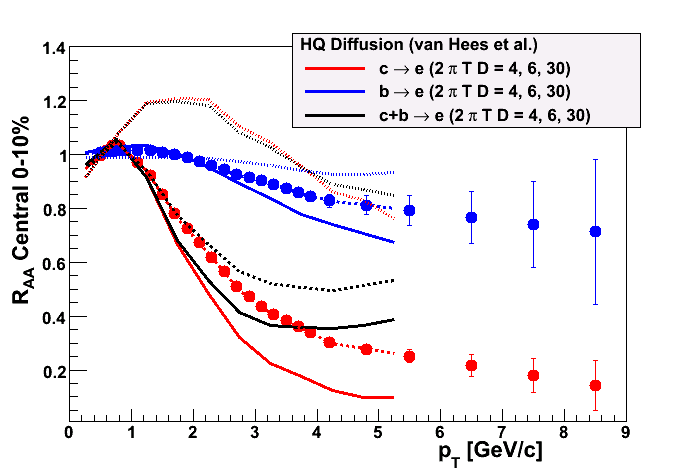 HQ Diffusion (van Hees et al.)
c → e (2 π T D = 4, 6, 30)
b → e (2 π T D = 4, 6, 30)
c+b → e (2 π T D = 4, 6, 30)
R_AA Central 0-10%
1.4
1.2
1
0.8
0.6
0.4
0.2
0 1 2 3 4 5 6 7 8 9
p_T [GeV/c]